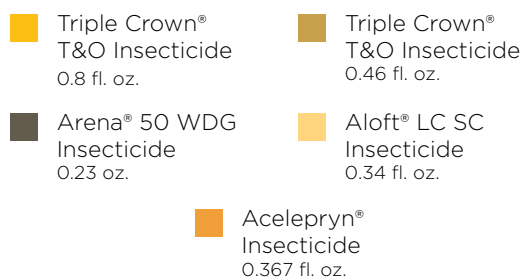 Triple Crown®
T&O Insecticide
0.8 fl. oz.
Triple Crown®
T&O Insecticide
0.46 fl. oz.
Arena® 50 WDG
Insecticide
0.23 oz.
Aloft® LC SC
Insecticide
0.34 fl. oz.
Acelepryn®
Insecticide
0.367 fl. oz.